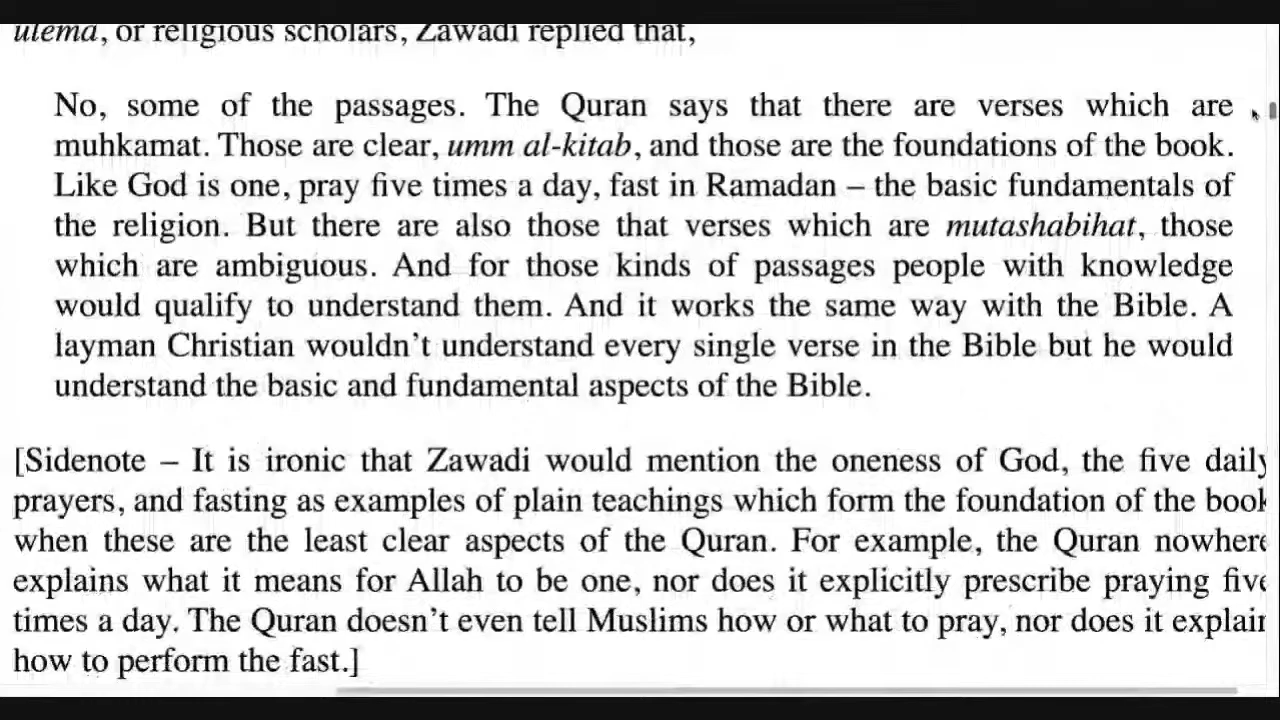 ulema, or religious scholars, Zawadi replied that,
No, some of the passages. The Quran says that there are verses which are
muhkamat. Those are clear, umm al-kitab, and those are the foundations of the book.
Like God is one, pray five times a day, fast in Ramadan – the basic fundamentals of
the religion. But there are also those that verses which are mutashabihat, those
which are ambiguous. And for those kinds of passages people with knowledge
would qualify to understand them. And it works the same way with the Bible. A
layman Christian wouldn’t understand every single verse in the Bible but he would
understand the basic and fundamental aspects of the Bible.
[Sidenote – It is ironic that Zawadi would mention the oneness of God, the five daily
prayers, and fasting as examples of plain teachings which form the foundation of the book
when these are the least clear aspects of the Quran. For example, the Quran nowhere
explains what it means for Allah to be one, nor does it explicitly prescribe praying five
times a day. The Quran doesn’t even tell Muslims how or what to pray, nor does it explain
how to perform the fast.]